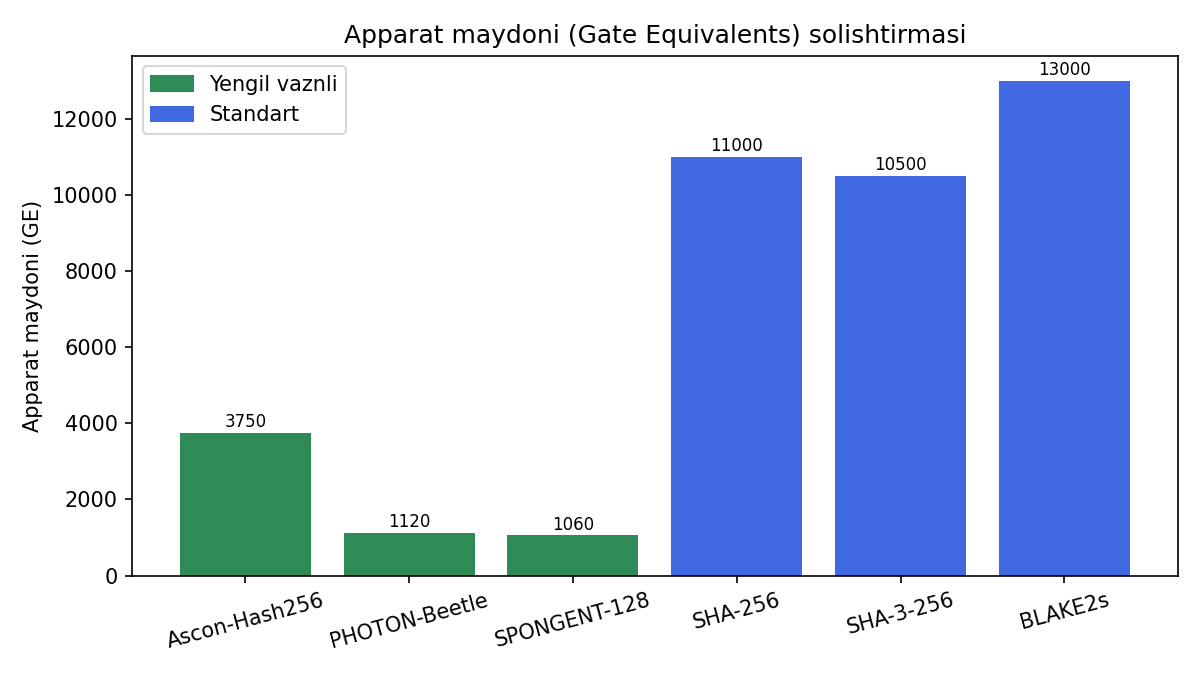 Apparat maydoni (Gate Equivalents) solishtirmasi
Yengil vaznli
Standart
Apparat maydoni (GE)
12000
10000
8000
6000
4000
2000
0
3750
1120
1060
11000
10500
13000
Ascon-Hash256
PHOTON-Beetle
SPONGENT-128
SHA-256
SHA-3-256
BLAKE2s